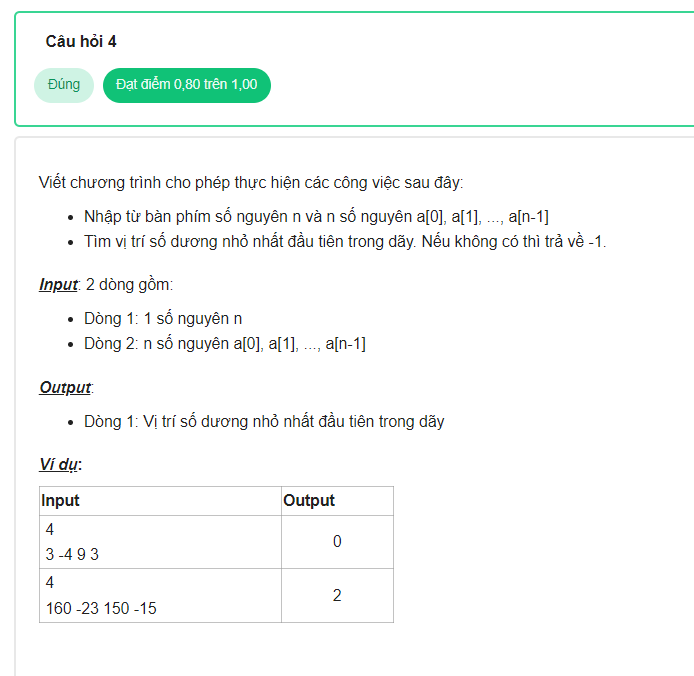 Câu hỏi 4
Đúng
Đạt điểm 0,80 trên 1,00
Viết chương trình cho phép thực hiện các công việc sau đây:
• Nhập từ bàn phím số nguyên n và n số nguyên a[0], a[1], ..., a[n-1]
• Tìm vị trí số dương nhỏ nhất đầu tiên trong dãy. Nếu không có thì trả về -1.
Input: 2 dòng gồm:
• Dòng 1: 1 số nguyên n
• Dòng 2: n số nguyên a[0], a[1], ..., a[n-1]
Output:
• Dòng 1: Vị trí số dương nhỏ nhất đầu tiên trong dãy
Ví dụ:
Input Output
4
3 -4 9 3
0
4
160 -23 150 -15
2